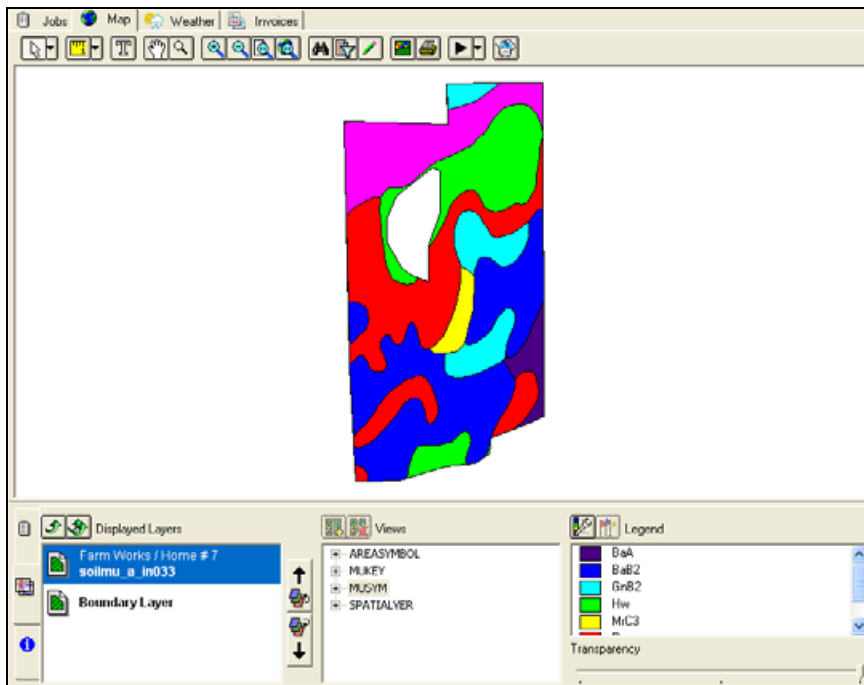 Jobs Map Weather Invoices
T
Displayed Layers
Farm Works / Home # 7
soilmu_a_in033
Boundary Layer
Views
AREASYMBOL
MUKEY
MUSYM
SPATIALVER
Legend
BaA
BaB2
GnB2
Hw
MrC3
Transparency